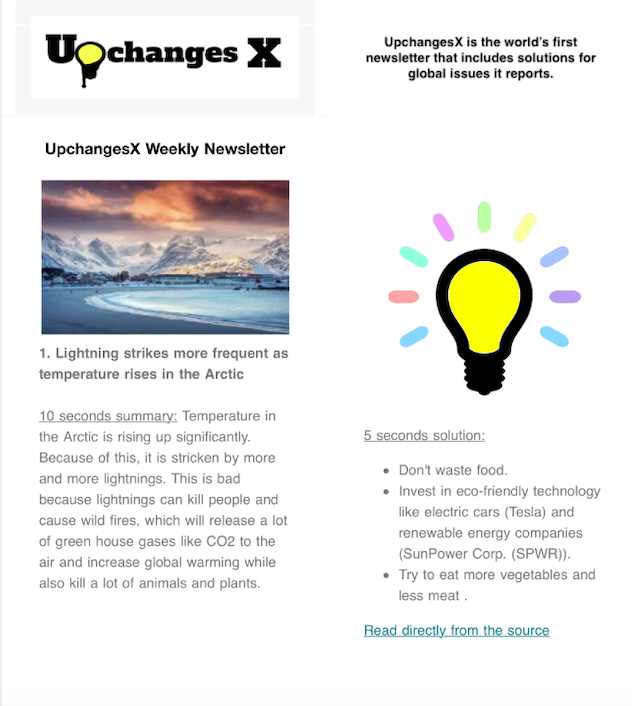 Upchanges X
UpchangesX Weekly Newsletter
1. Lightning strikes more frequent as
temperature rises in the Arctic
10 seconds summary: Temperature in
the Arctic is rising up significantly.
Because of this, it is stricken by more
and more lightnings. This is bad
because lightnings can kill people and
cause wild fires, which will release a lot
of green house gases like CO2 to the
air and increase global warming while
also kill a lot of animals and plants.
UpchangesX is the world's first
newsletter that includes solutions for
global issues it reports.
5 seconds solution:
Don't waste food.
Invest in eco-friendly technology
like electric cars (Tesla) and
renewable energy companies
(SunPower Corp. (SPWR)).
Try to eat more vegetables and
less meat .
Read directly from the source